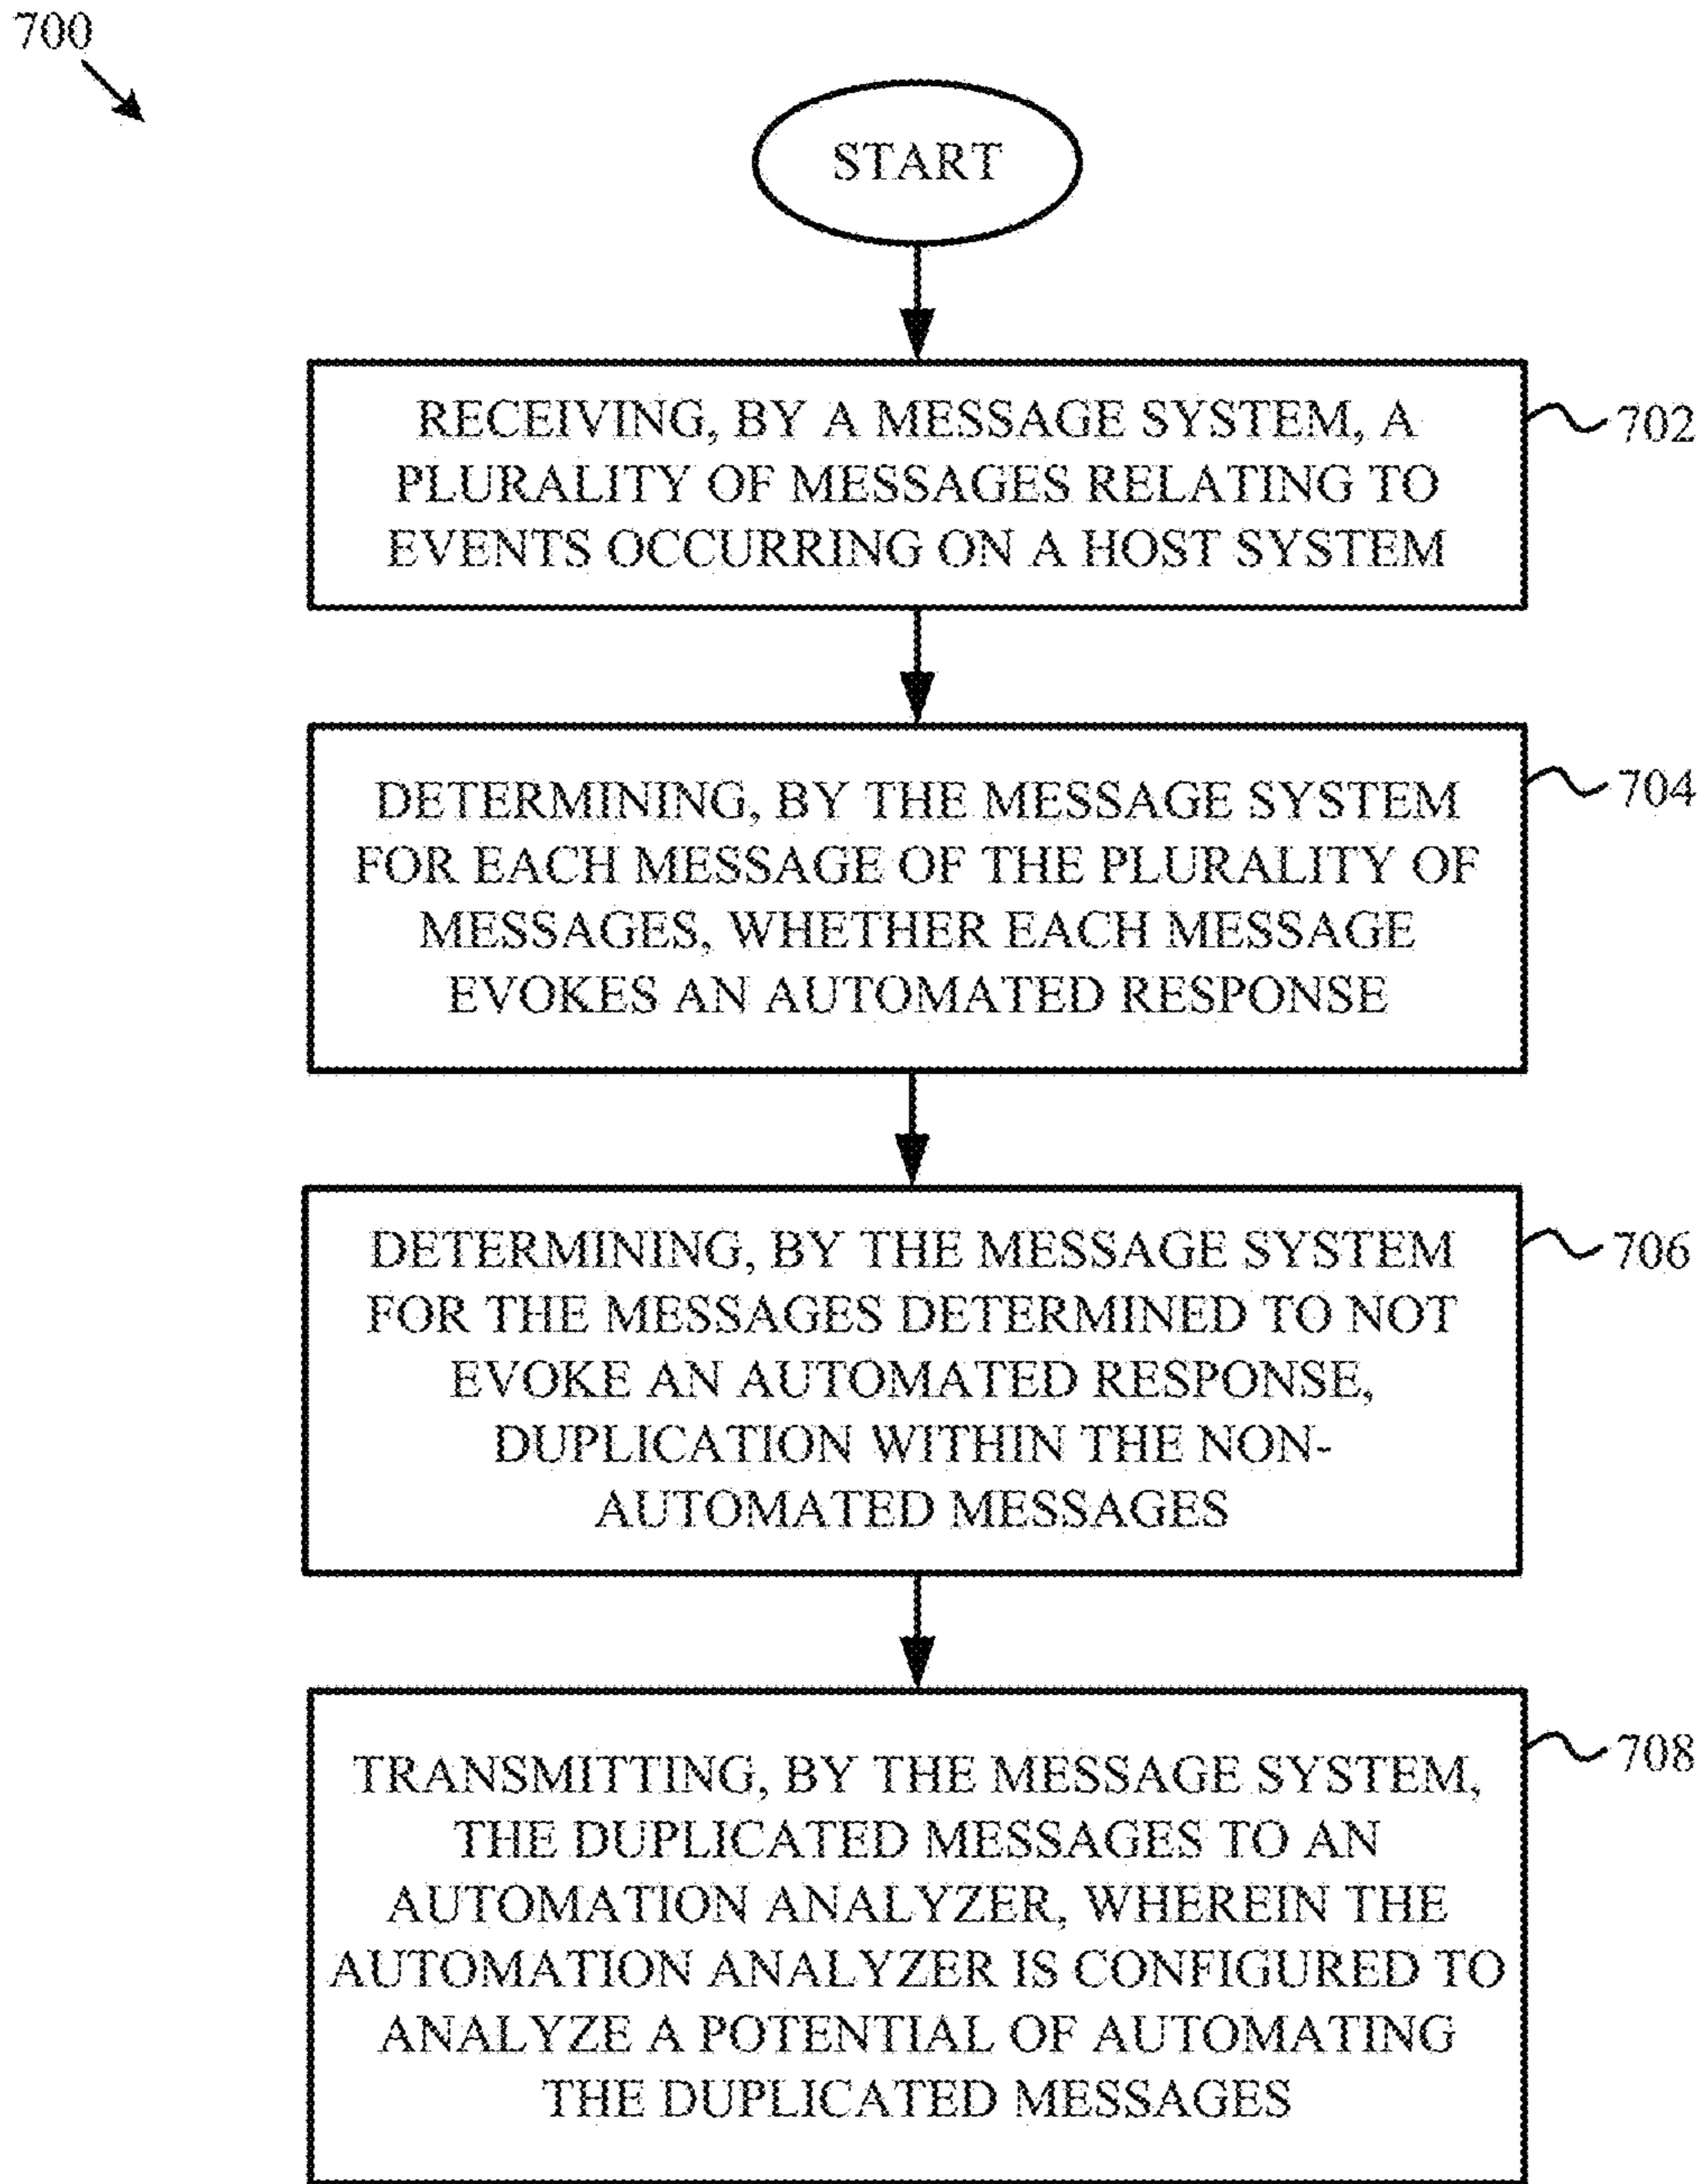 700
START
RECEIVING, BY A MESSAGE SYSTEM, A
PLURALITY OF MESSAGES RELATING TO
EVENTS OCCURRING ON A HOST SYSTEM
702
DETERMINING, BY THE MESSAGE SYSTEM
FOR EACH MESSAGE OF THE PLURALITY OF
MESSAGES, WHETHER EACH MESSAGE
EVOKES AN AUTOMATED RESPONSE
704
DETERMINING, BY THE MESSAGE SYSTEM
FOR THE MESSAGES DETERMINED TO NOT
EVOKE AN AUTOMATED RESPONSE,
DUPLICATION WITHIN THE NON-
AUTOMATED MESSAGES
706
TRANSMITTING, BY THE MESSAGE SYSTEM,
THE DUPLICATED MESSAGES TO AN
AUTOMATION ANALYZER, WHEREIN THE
AUTOMATION ANALYZER IS CONFIGURED TO
ANALYZE A POTENTIAL OF AUTOMATING
THE DUPLICATED MESSAGES
708